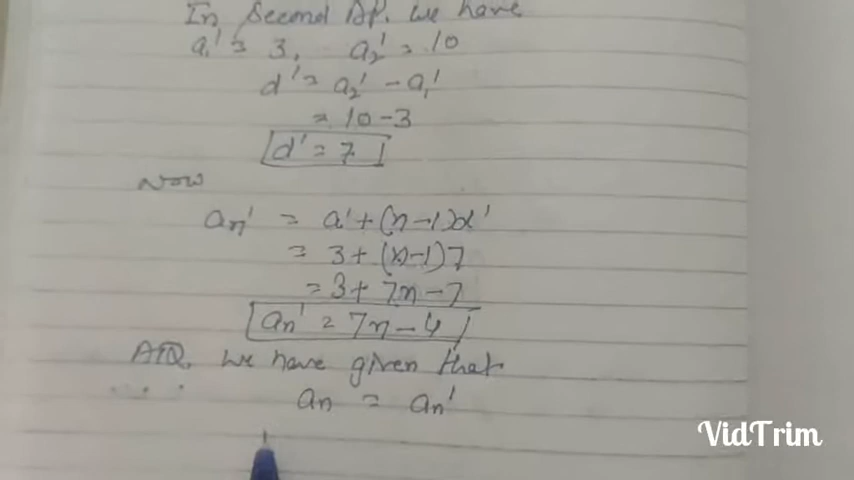 In Second AP. we have
a₁' = 3, a₂' = 10
d' = a₂' - a₁'
= 10 - 3
d' = 7
Now
an' = a' + (n-1)d'
= 3 + (n-1)7
= 3 + 7n - 7
an' = 7n - 4
ATQ. we have given that
an = an'
VidTrim